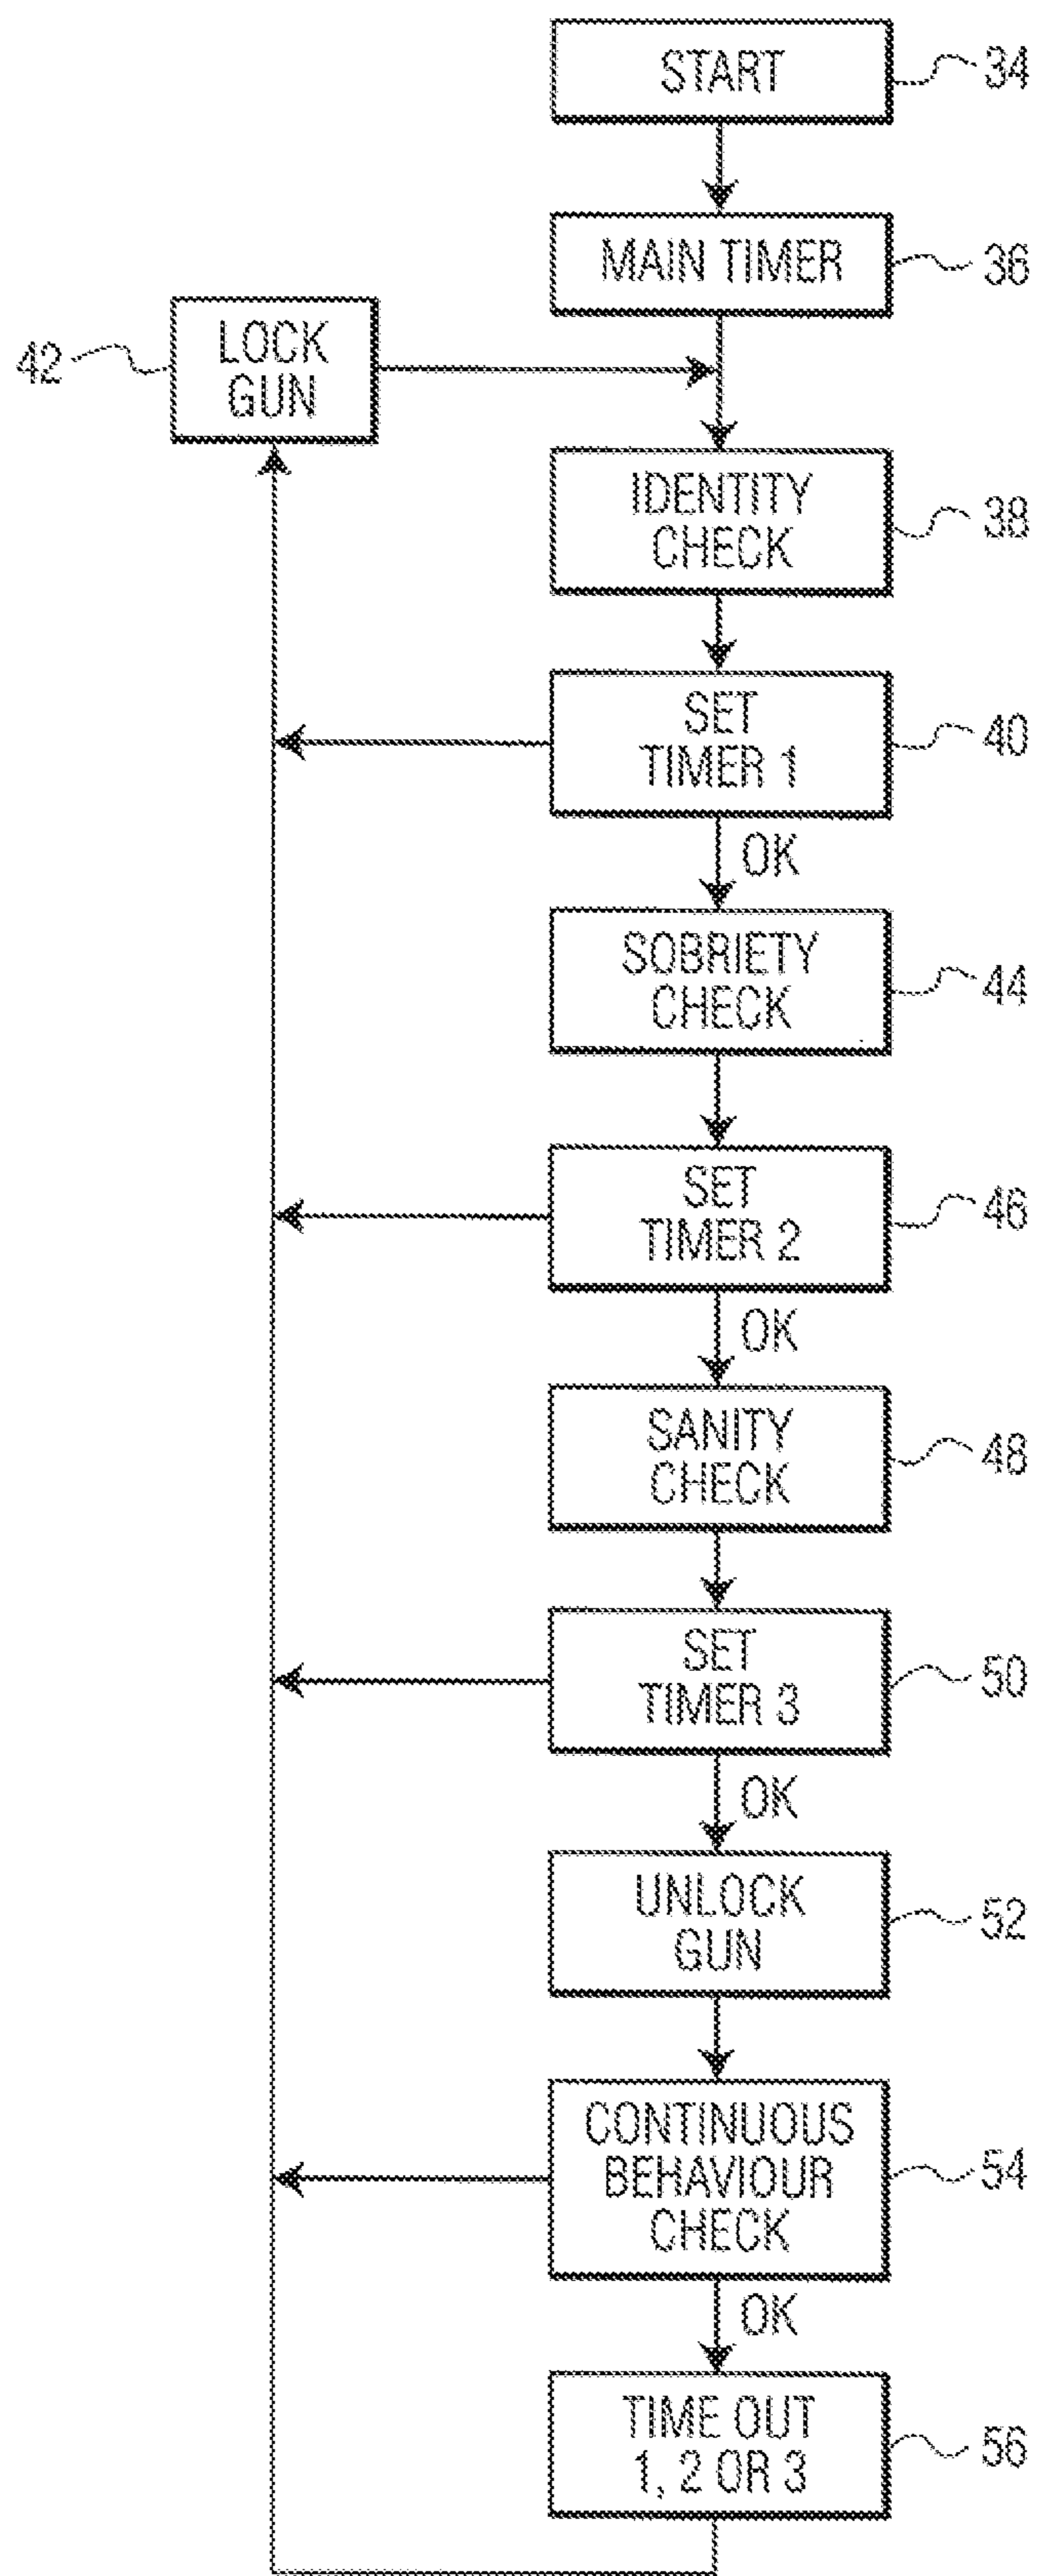 START
34
MAIN TIMER
36
LOCK
GUN
42
IDENTITY
CHECK
38
SET
TIMER 1
40
OK
SOBRIETY
CHECK
44
SET
TIMER 2
46
OK
SANITY
CHECK
48
SET
TIMER 3
50
OK
UNLOCK
GUN
52
CONTINUOUS
BEHAVIOUR
CHECK
54
OK
TIME OUT
1, 2 OR 3
56